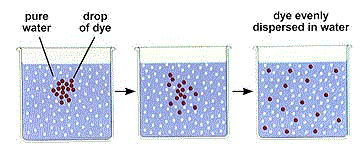 pure
water
drop
of dye
dye evenly
dispersed in water